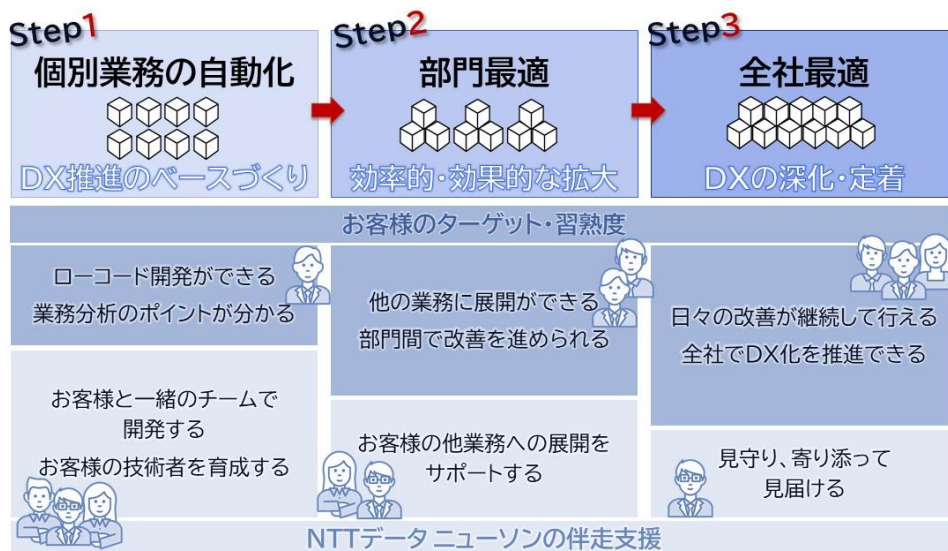 Step1
個別業務の自動化
DX推進のベースづくり
Step2
部門最適
効率的・効果的な拡大
Step3
全社最適
DXの深化・定着
お客様のターゲット・習熟度
ローコード開発ができる
業務分析のポイントが分かる
他の業務に展開ができる
部門間で改善を進められる
日々の改善が継続して行える
全社でDX化を推進できる
お客様と一緒のチームで
開発する
お客様の技術者を育成する
お客様の他業務への展開を
サポートする
見守り、寄り添って
見届ける
NTTデータ ニューソンの伴走支援